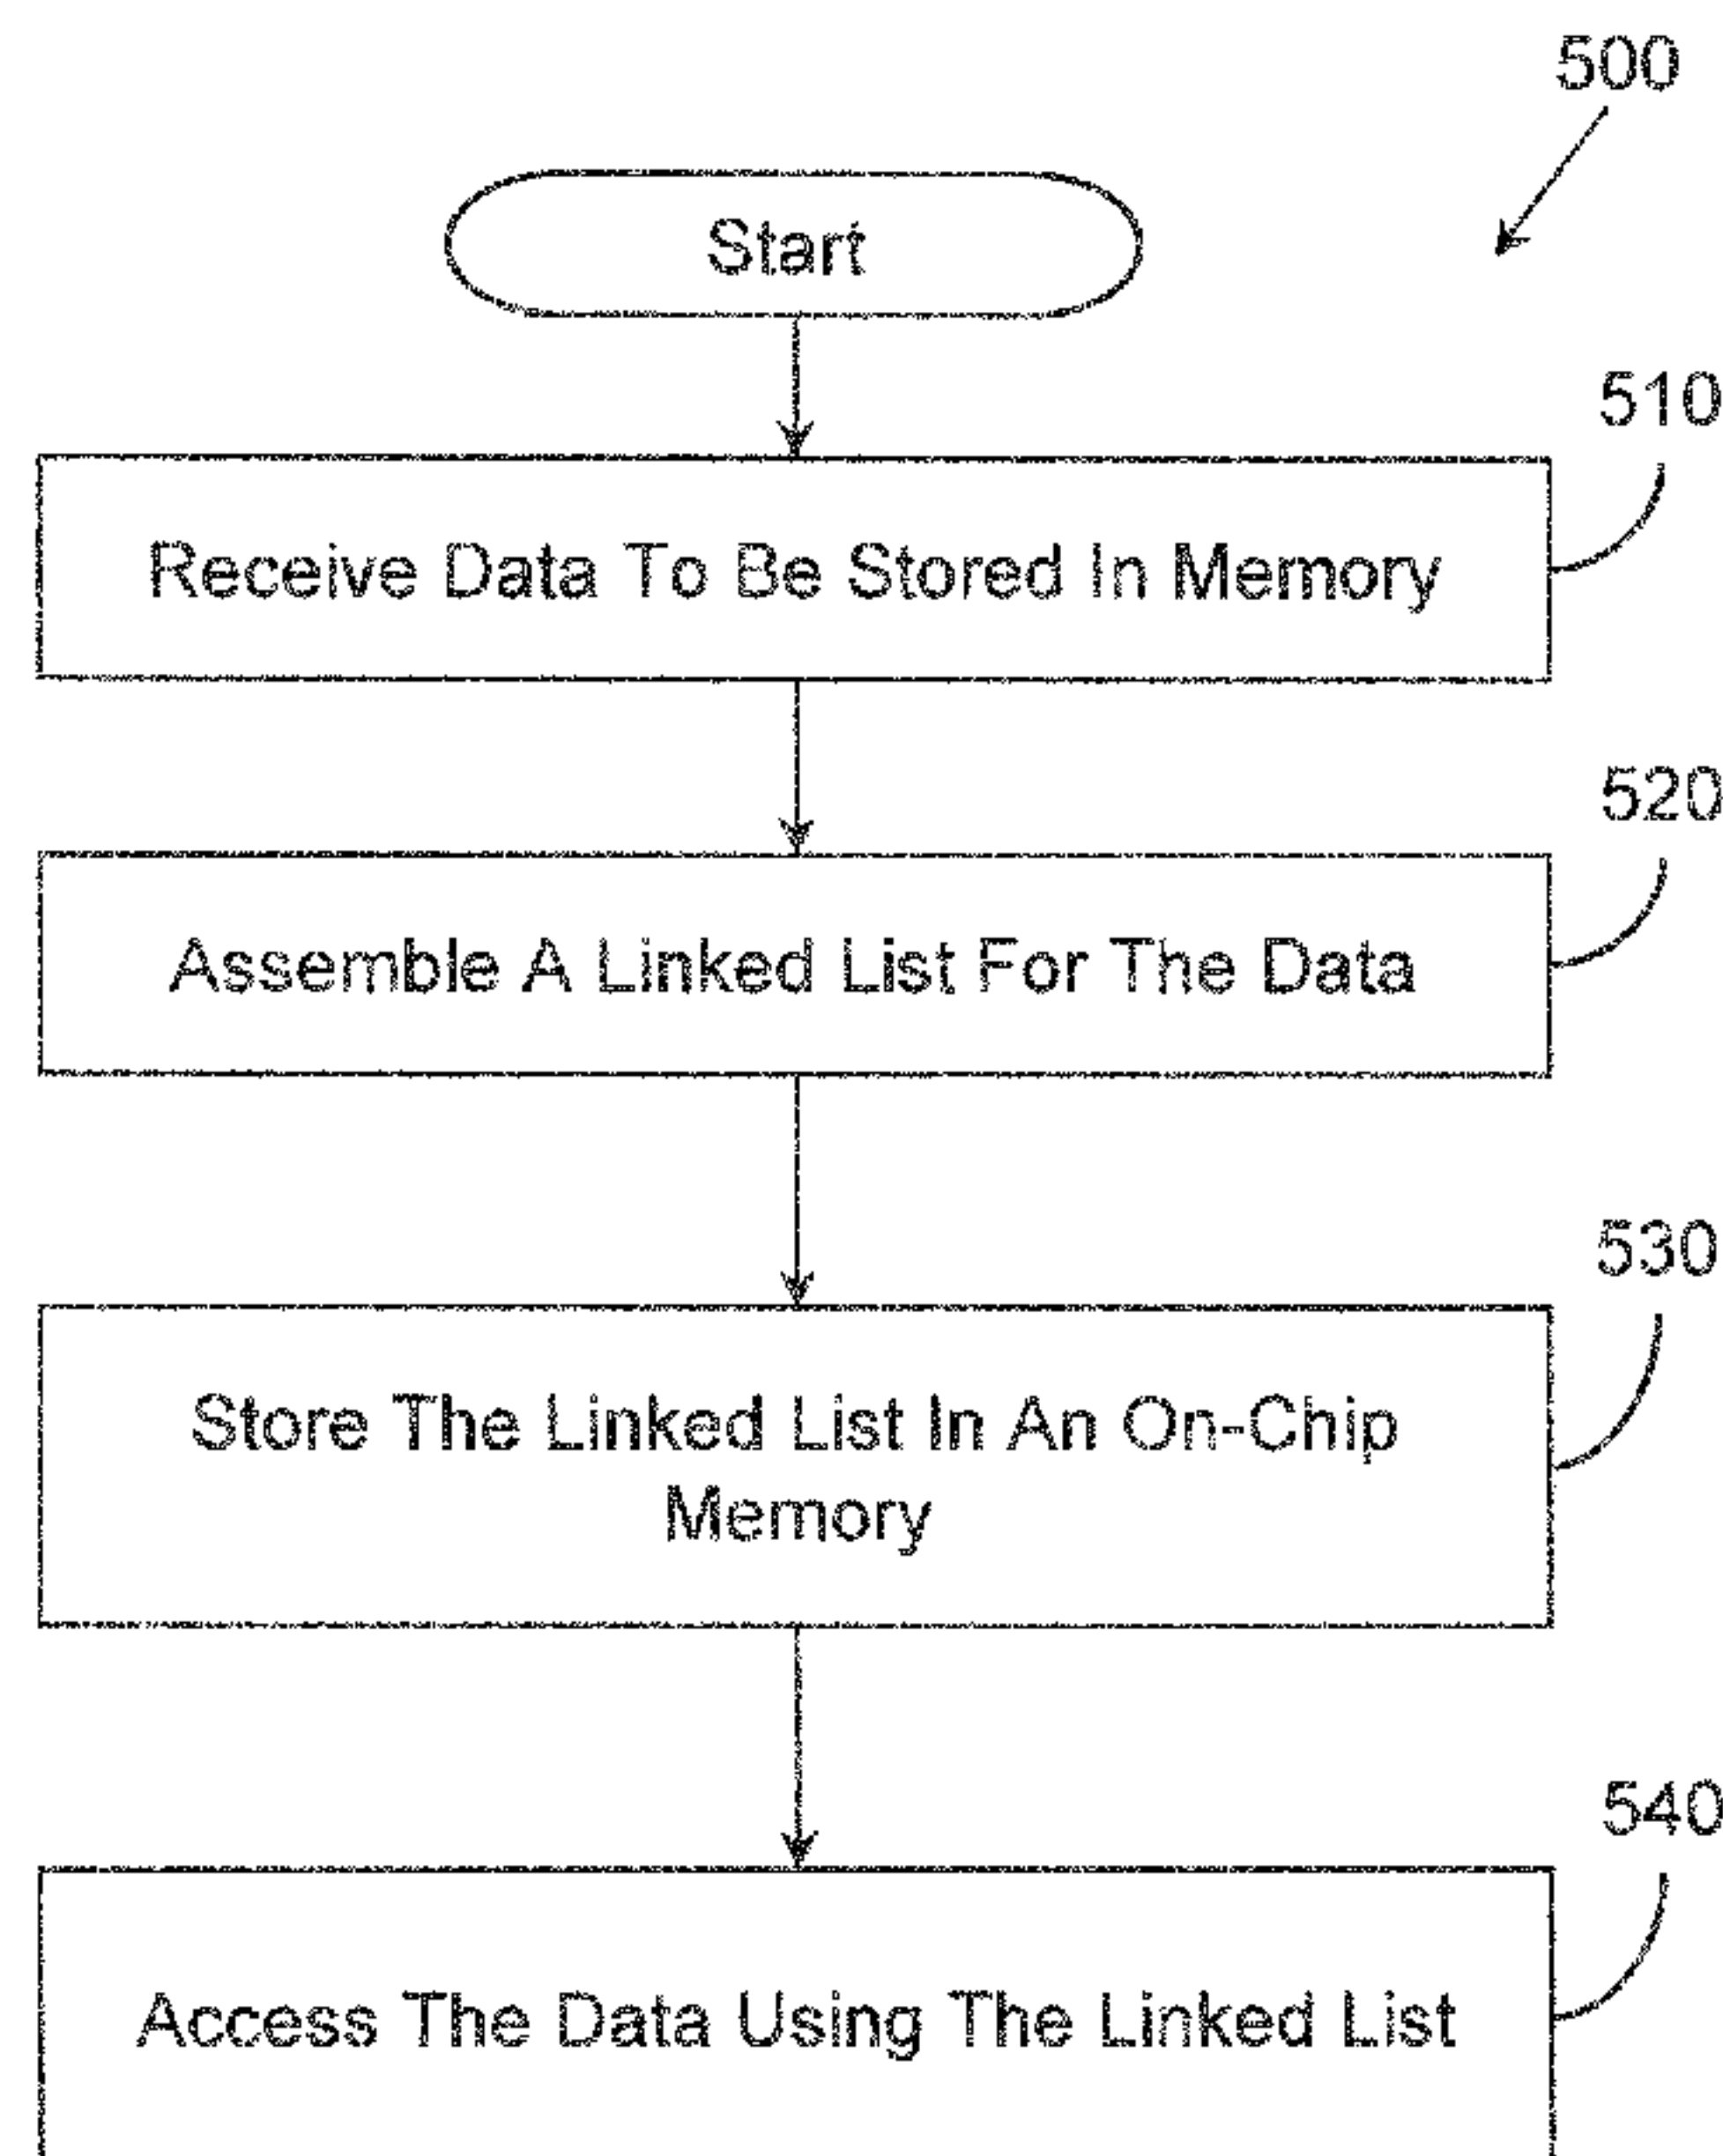 500
Start
510
Receive Data To Be Stored In Memory
520
Assemble A Linked List For The Data
530
Store The Linked List In An On-Chip
Memory
540
Access The Data Using The Linked List